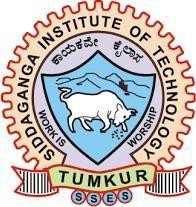 SIDDAGANGA INSTITUTE OF TECHNOLOGY
ಕಾಯಕವೇ ಕೈಲಾಸ
WORK IS WORSHIP
TUMKUR
SSES